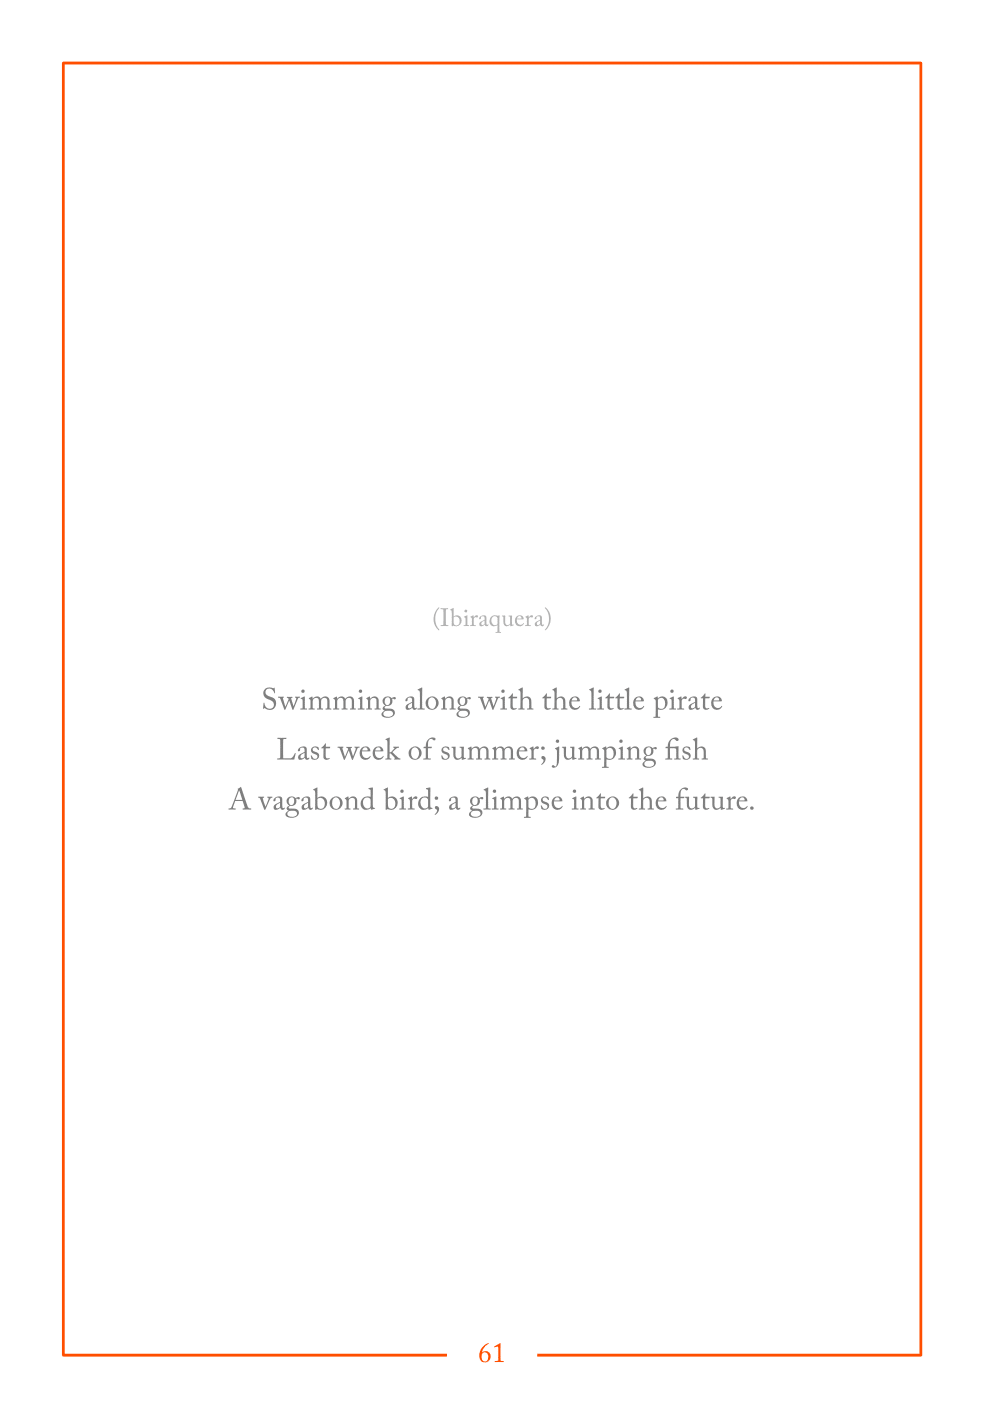 (Ibiraquera)
Swimming along with the little pirate
Last week of summer; jumping fish
A vagabond bird; a glimpse into the future.
61